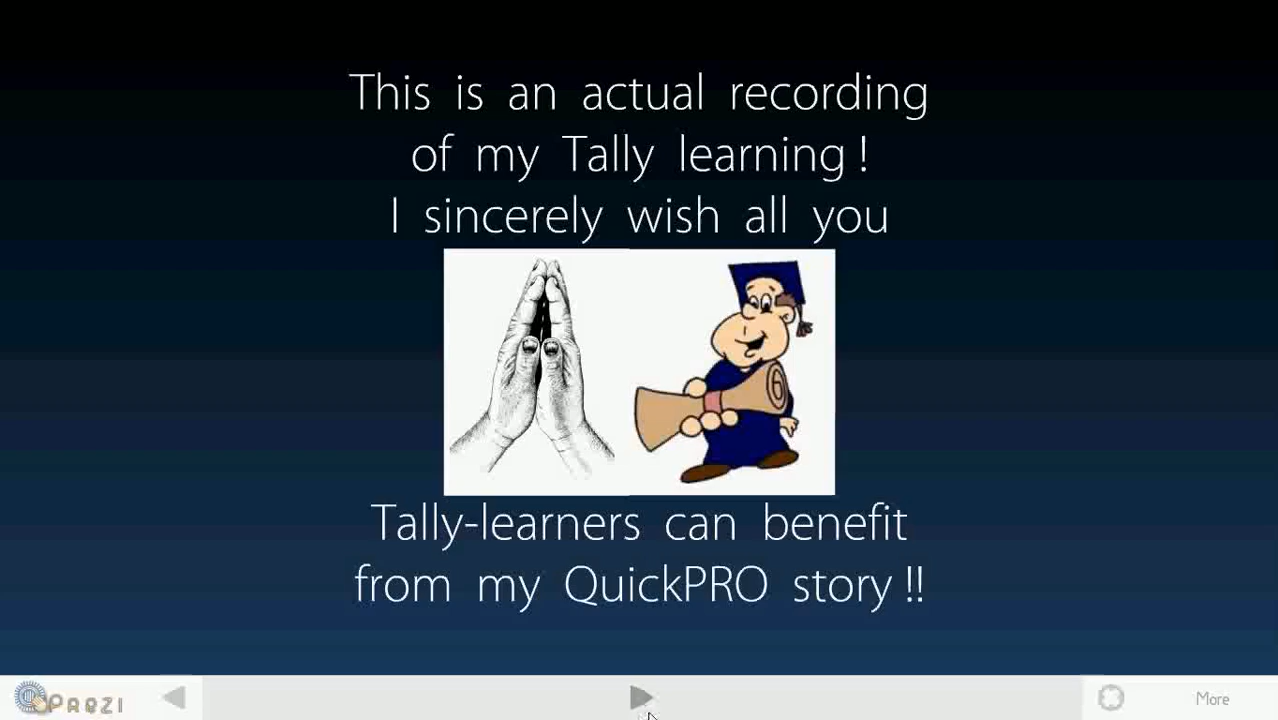 This is an actual recording
of my Tally learning !
I sincerely wish all you
Tally-learners can benefit
from my QuickPRO story !!
PREZI
More